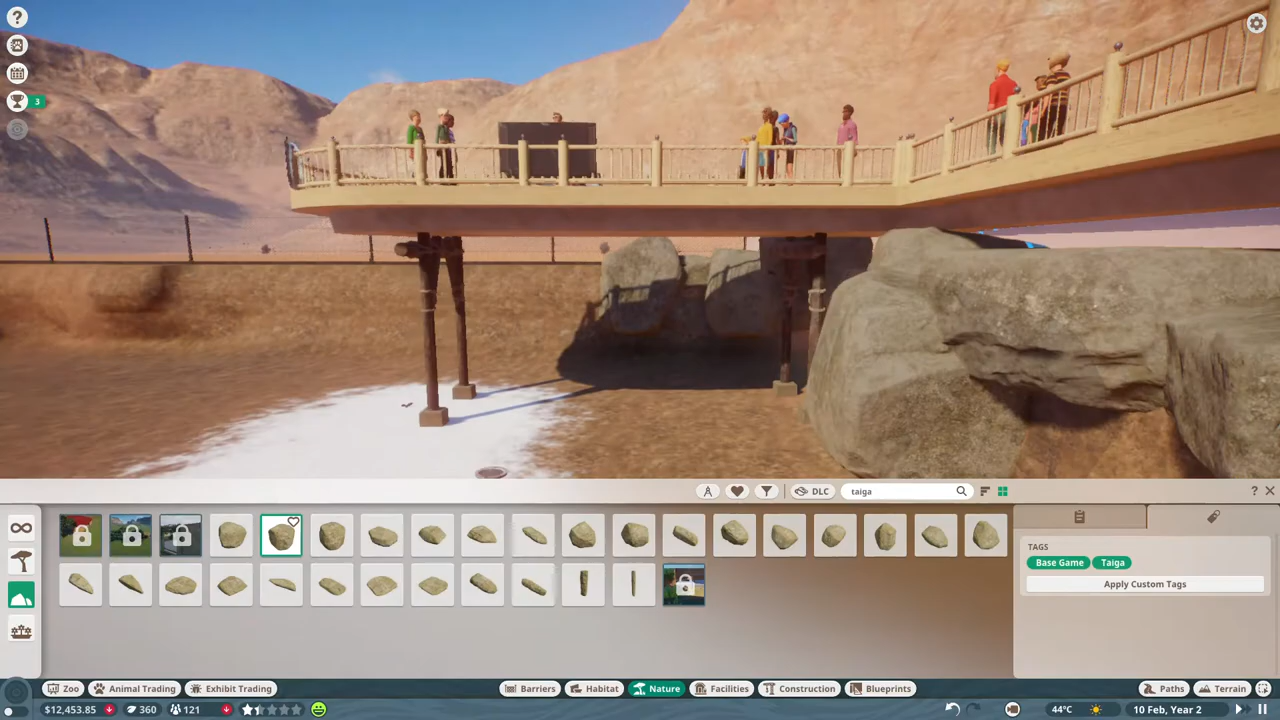 ?
3
DLC
taiga
?
TAGS
Base Game
Taiga
Apply Custom Tags
Zoo
Animal Trading
Exhibit Trading
Barriers
Habitat
Nature
Facilities
Construction
Blueprints
Paths
Terrain
$12,453.85
360
121
44°C
10 Feb, Year 2